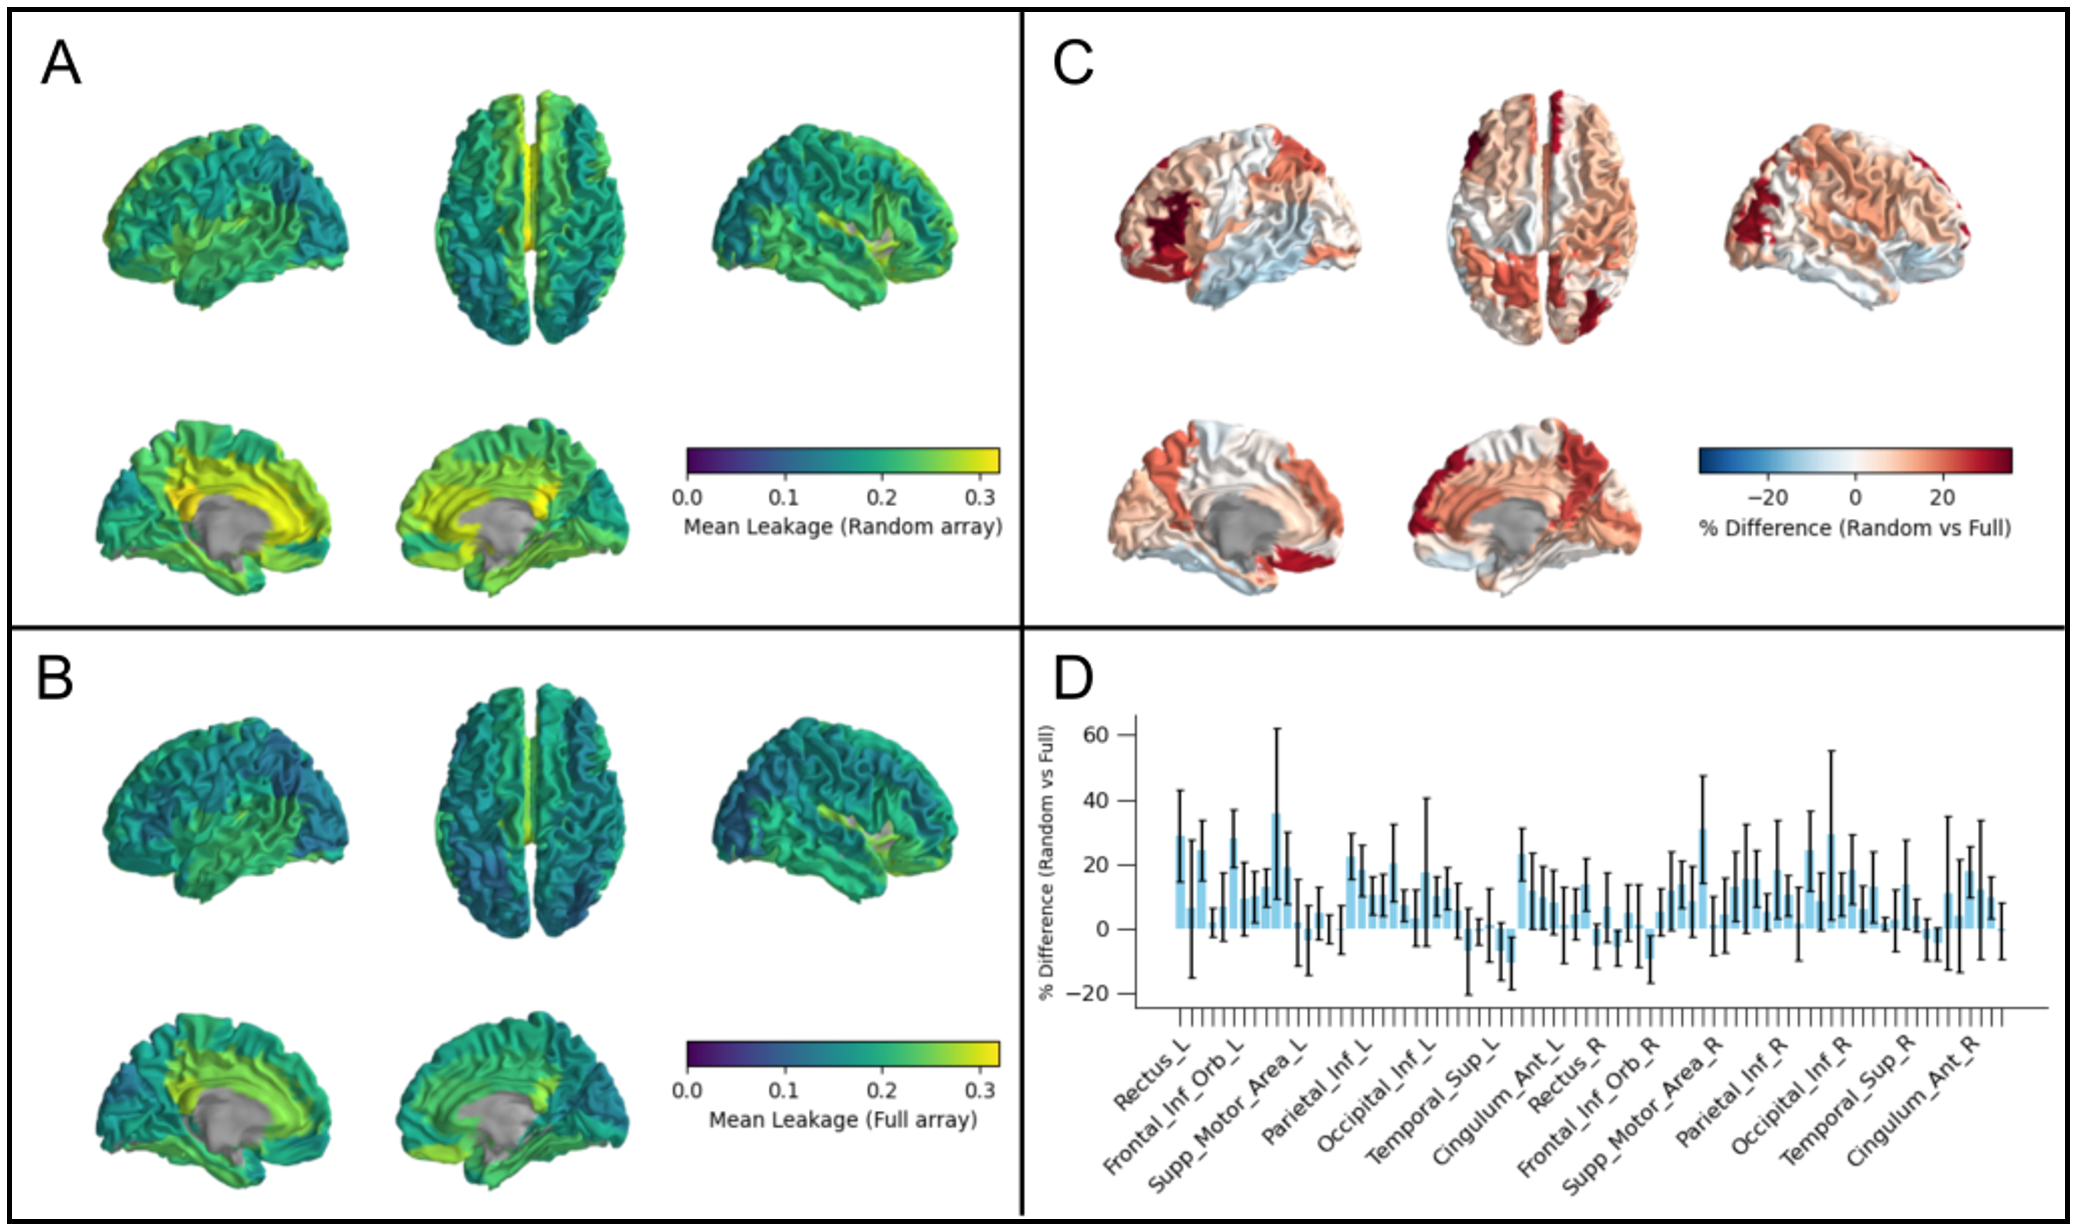 A
0.0 0.1 0.2 0.3
Mean Leakage (Random array)
B
0.0 0.1 0.2 0.3
Mean Leakage (Full array)
C
−20 0 20
% Difference (Random vs Full)
D
% Difference (Random vs Full)
60
40
20
0
−20
Rectus_L
Frontal_Inf_Orb_L
Supp_Motor_Area_L
Parietal_Inf_L
Occipital_Inf_L
Temporal_Sup_L
Cingulum_Ant_L
Rectus_R
Frontal_Inf_Orb_R
Supp_Motor_Area_R
Parietal_Inf_R
Occipital_Inf_R
Temporal_Sup_R
Cingulum_Ant_R